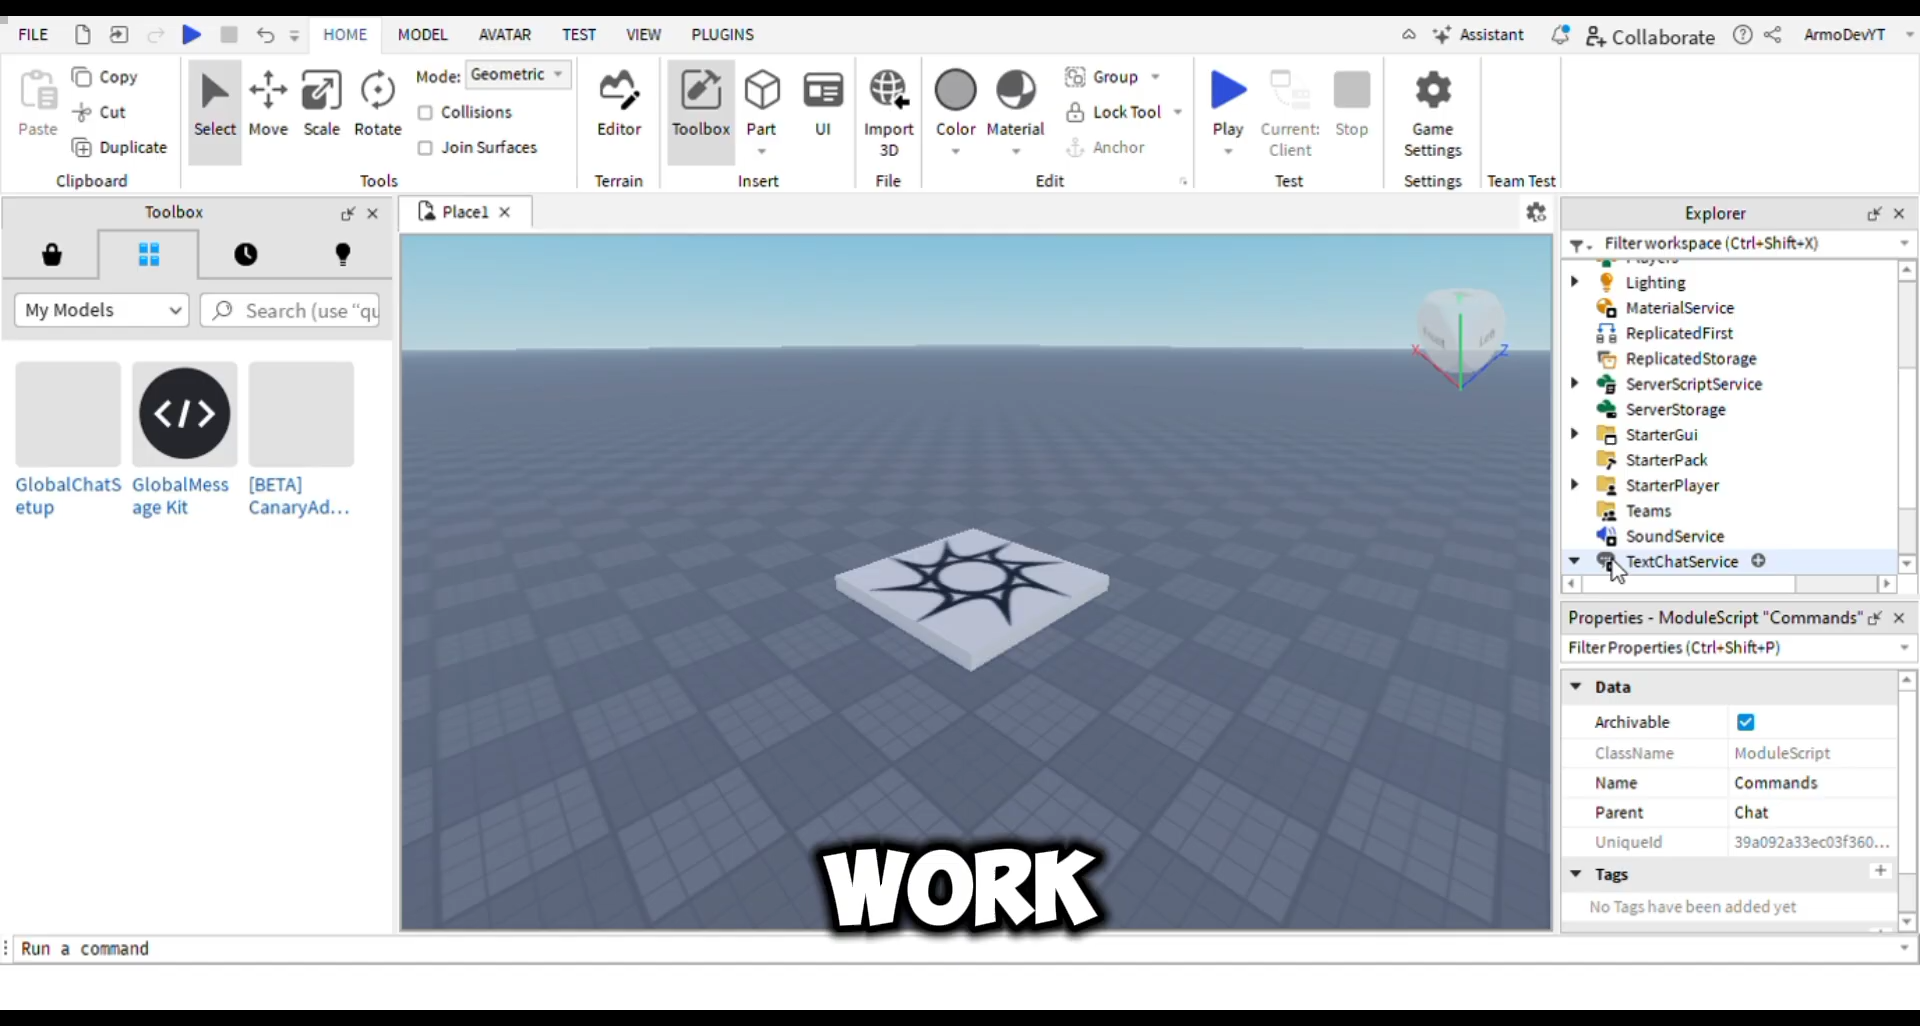 FILE HOME MODEL AVATAR TEST VIEW PLUGINS Assistant Collaborate ArmoDevYT
Paste Copy Cut Duplicate
Clipboard
Select Move Scale Rotate
Mode: Geometric
Collisions
Join Surfaces
Tools
Editor
Terrain
Toolbox Part UI
Insert
Import
3D
File
Color Material
Group
Lock Tool
Anchor
Edit
Play Current:
Client Stop
Test
Game
Settings
Settings
Team Test
Toolbox
My Models Search (use "qu
GlobalChatS
etup
GlobalMess
age Kit
[BETA]
CanaryAd...
Place1
WORK
Explorer
Filter workspace (Ctrl+Shift+X)
Players
Lighting
MaterialService
ReplicatedFirst
ReplicatedStorage
ServerScriptService
ServerStorage
StarterGui
StarterPack
StarterPlayer
Teams
SoundService
TextChatService
Properties - ModuleScript "Commands"
Filter Properties (Ctrl+Shift+P)
Data
Archivable
ClassName ModuleScript
Name Commands
Parent Chat
UniqueId 39a092a33ec03f360...
Tags
No Tags have been added yet
Run a command